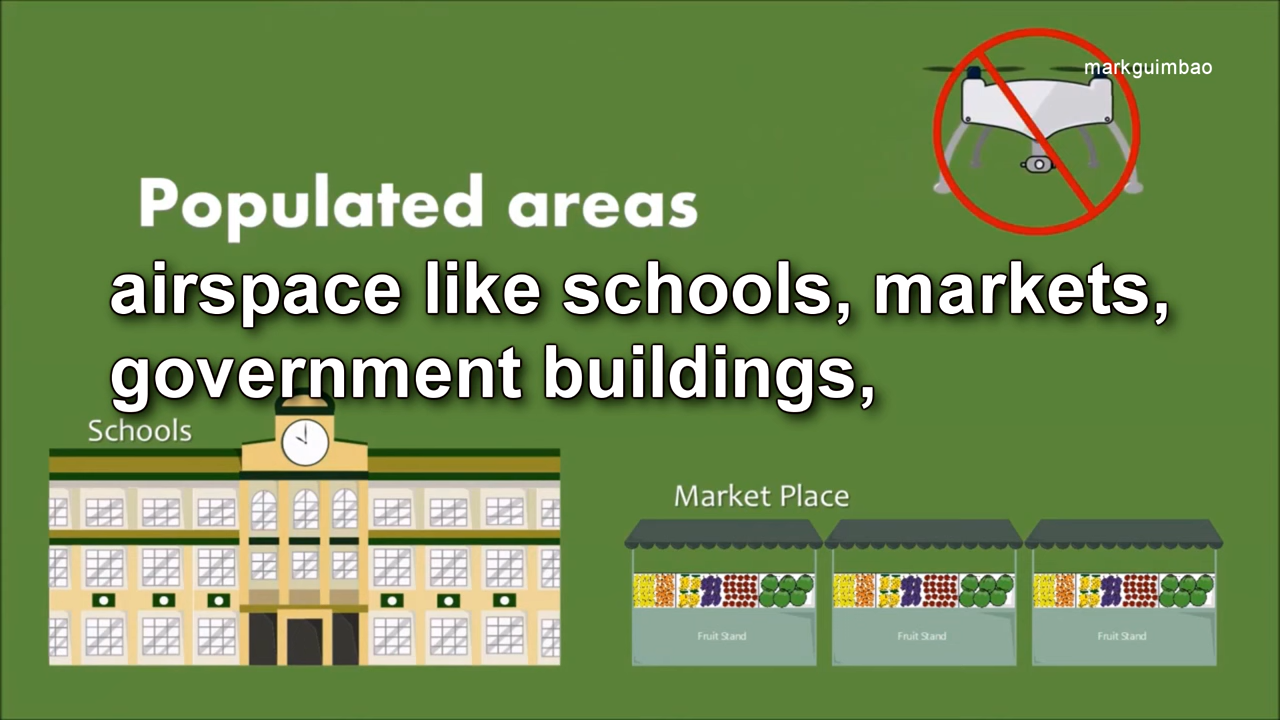 markguimbao
Populated areas
airspace like schools, markets,
government buildings,
Schools
Market Place
Fruit Stand
Fruit Stand
Fruit Stand